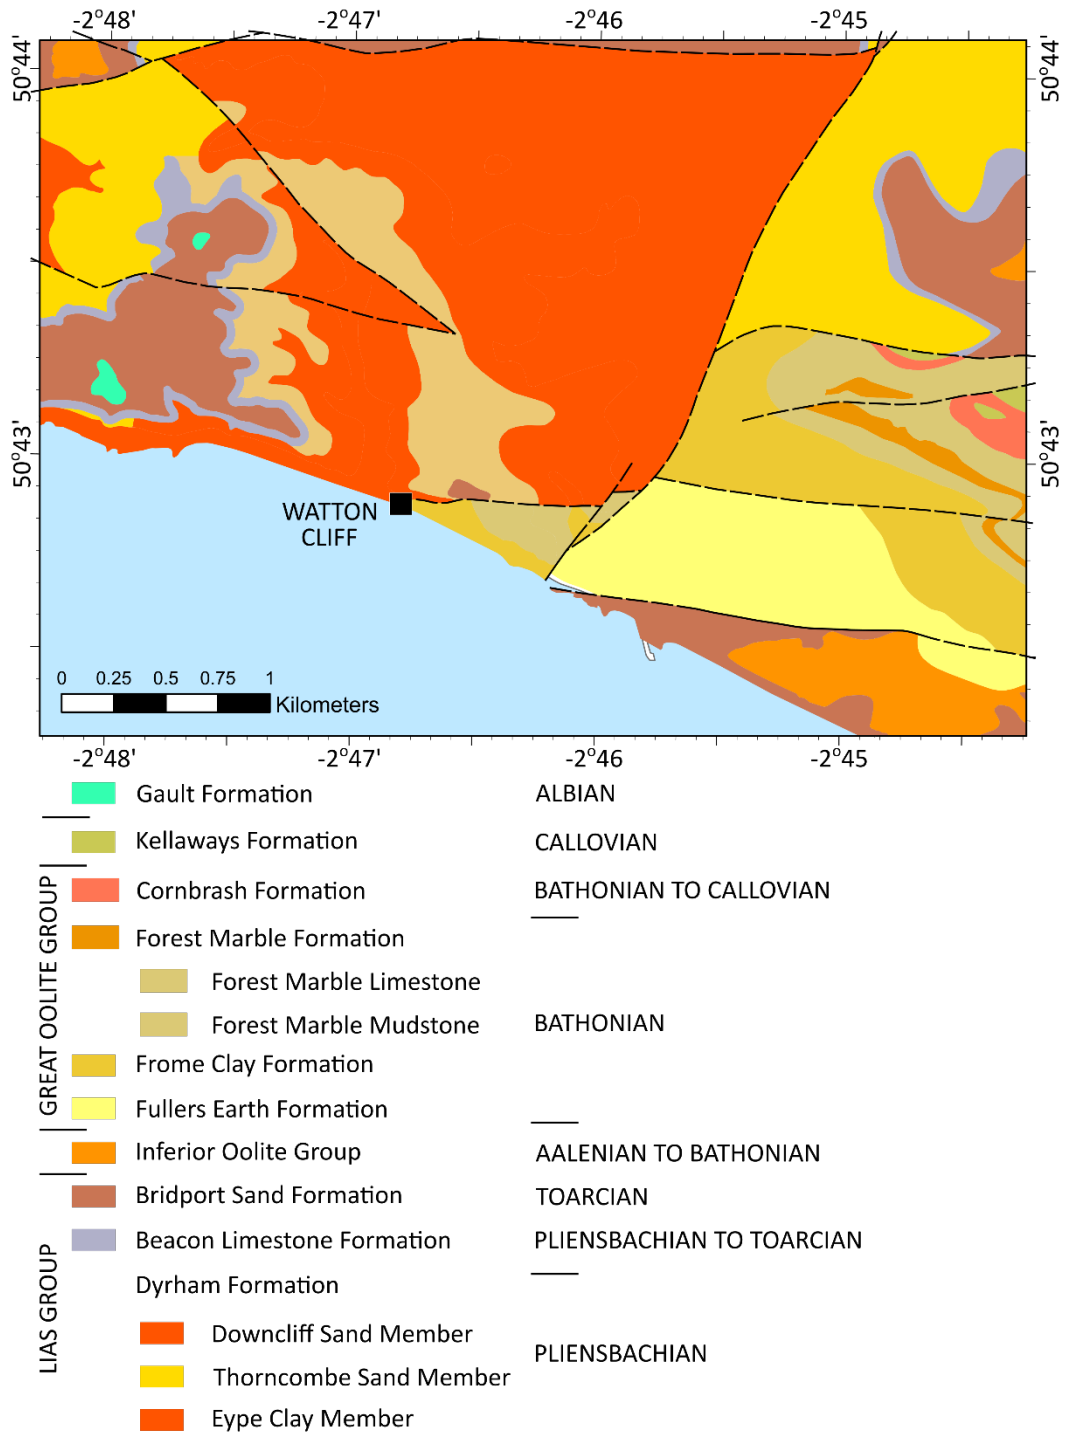 -2°48' -2°47' -2°46' -2°45'
50°44' 50°44'
50°43' 50°43'
WATTON
CLIFF
0 0.25 0.5 0.75 1
Kilometers
-2°48' -2°47' -2°46' -2°45'
Gault Formation ALBIAN
Kellaways Formation CALLOVIAN
GREAT OOLITE GROUP
Cornbrash Formation BATHONIAN TO CALLOVIAN
Forest Marble Formation
Forest Marble Limestone
Forest Marble Mudstone BATHONIAN
Frome Clay Formation
Fullers Earth Formation
Inferior Oolite Group AALENIAN TO BATHONIAN
LIAS GROUP
Bridport Sand Formation TOARCIAN
Beacon Limestone Formation PLIENSBACHIAN TO TOARCIAN
Dyrham Formation
Downcliff Sand Member
PLIENSBACHIAN
Thorncombe Sand Member
Eype Clay Member